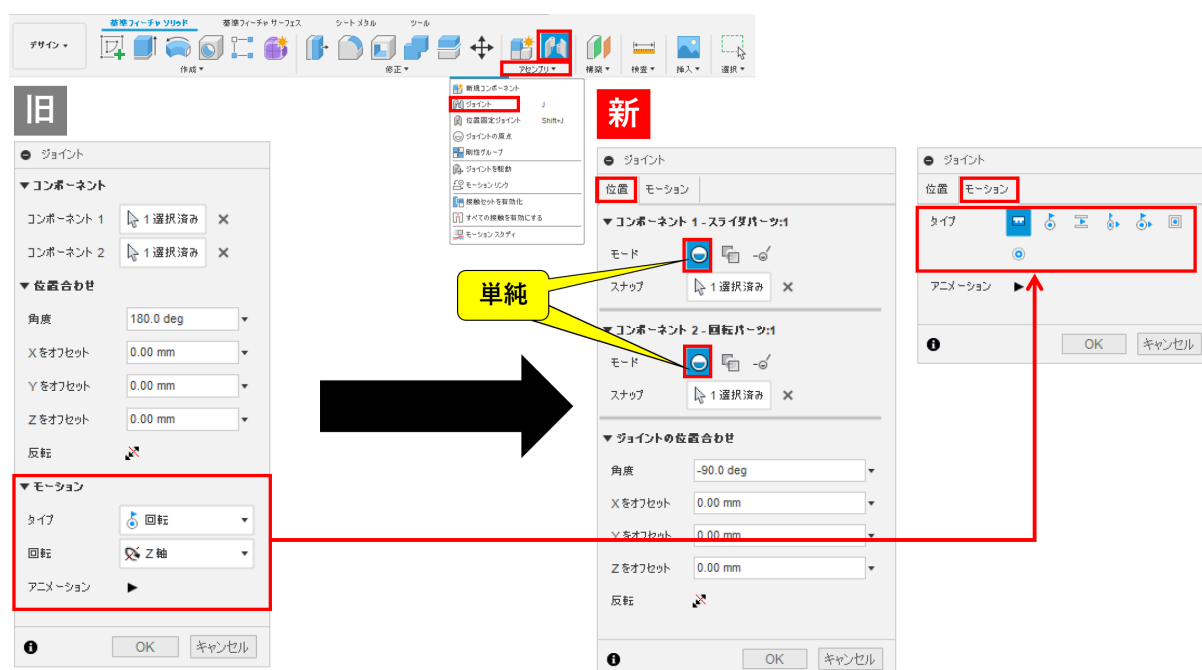 基準フィーチャ ソリッド 基準フィーチャ サーフェス シート メタル ツール
デザイン
作成 修正 アセンブリ 構築 検査 挿入 選択
新規コンポーネント
ジョイント J
位置固定ジョイント Shift+J
ジョイントの原点
剛性グループ
ジョイントを駆動
モーション リンク
接触セットを有効化
すべての接触を有効にする
モーション スタディ
旧
ジョイント
コンポーネント
コンポーネント 1 1 選択済み
コンポーネント 2 1 選択済み
位置合わせ
角度 180.0 deg
X をオフセット 0.00 mm
Y をオフセット 0.00 mm
Z をオフセット 0.00 mm
反転
モーション
タイプ 回転
回転 Z 軸
アニメーション
OK キャンセル
単純
新
ジョイント
位置 モーション
コンポーネント 1 - スライダパーツ:1
モード
スナップ 1 選択済み
コンポーネント 2 - 回転パーツ:1
モード
スナップ 1 選択済み
ジョイントの位置合わせ
角度 -90.0 deg
X をオフセット 0.00 mm
Y をオフセット 0.00 mm
Z をオフセット 0.00 mm
反転
OK キャンセル
ジョイント
位置 モーション
タイプ
アニメーション
OK キャンセル